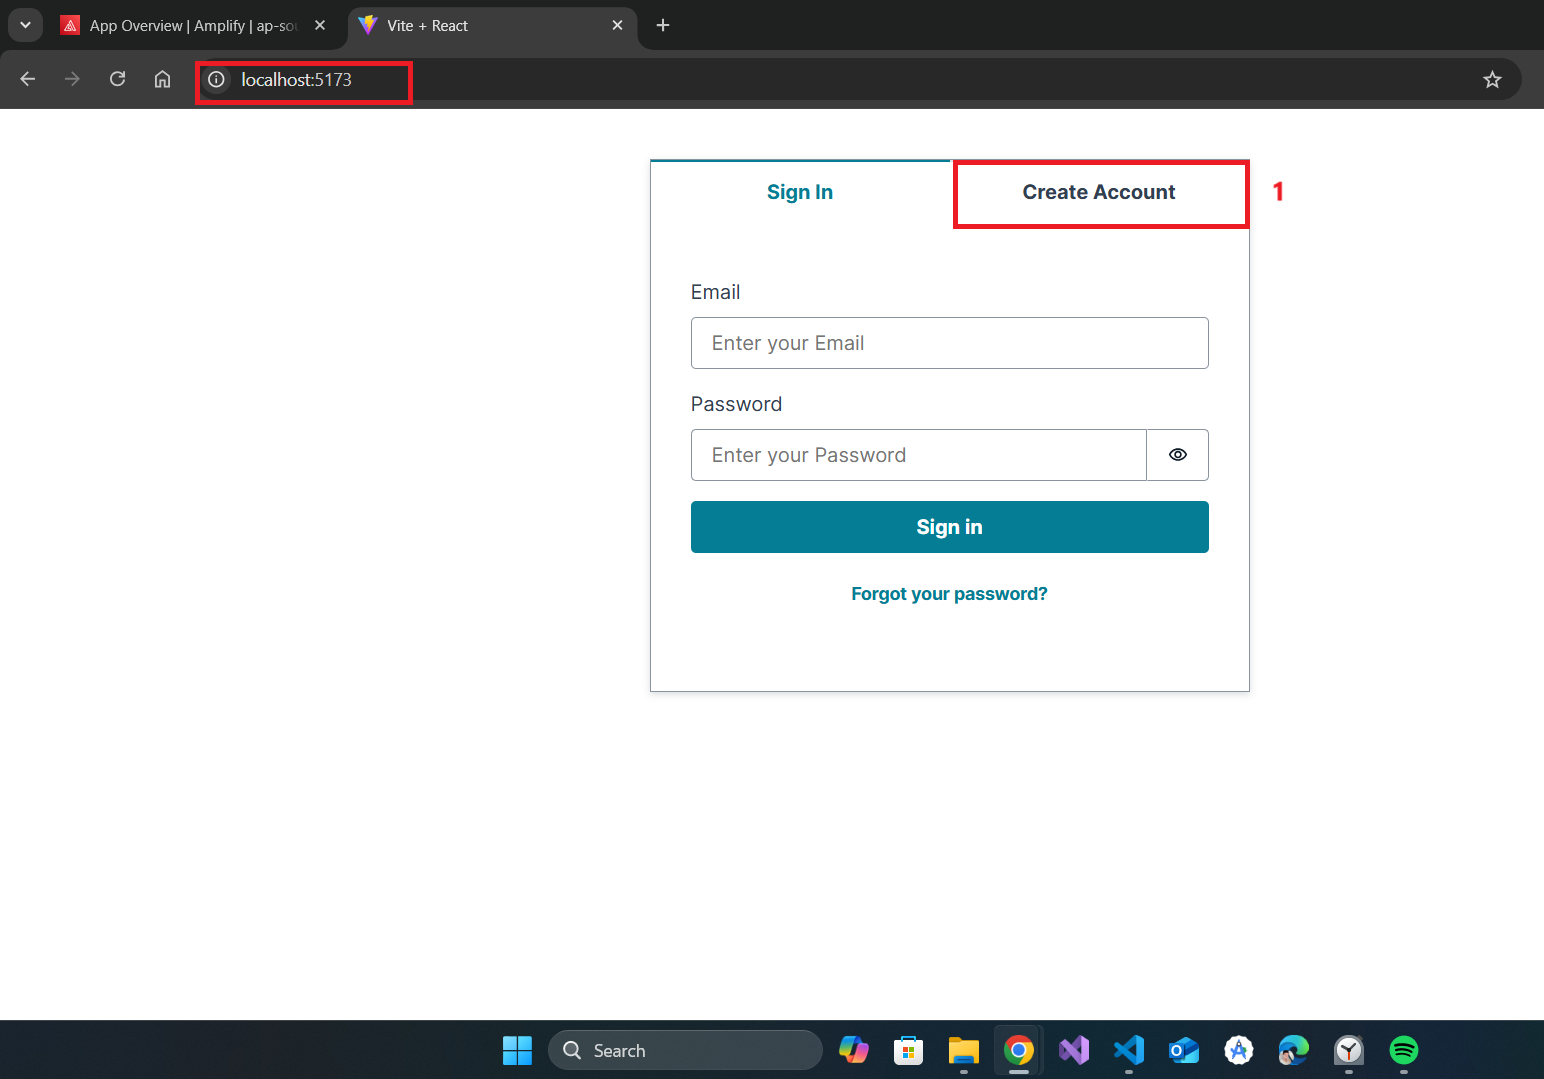 App Overview | Amplify | ap-sou
Vite + React
localhost:5173
Sign In
Create Account
1
Email
Enter your Email
Password
Enter your Password
Sign in
Forgot your password?
Search